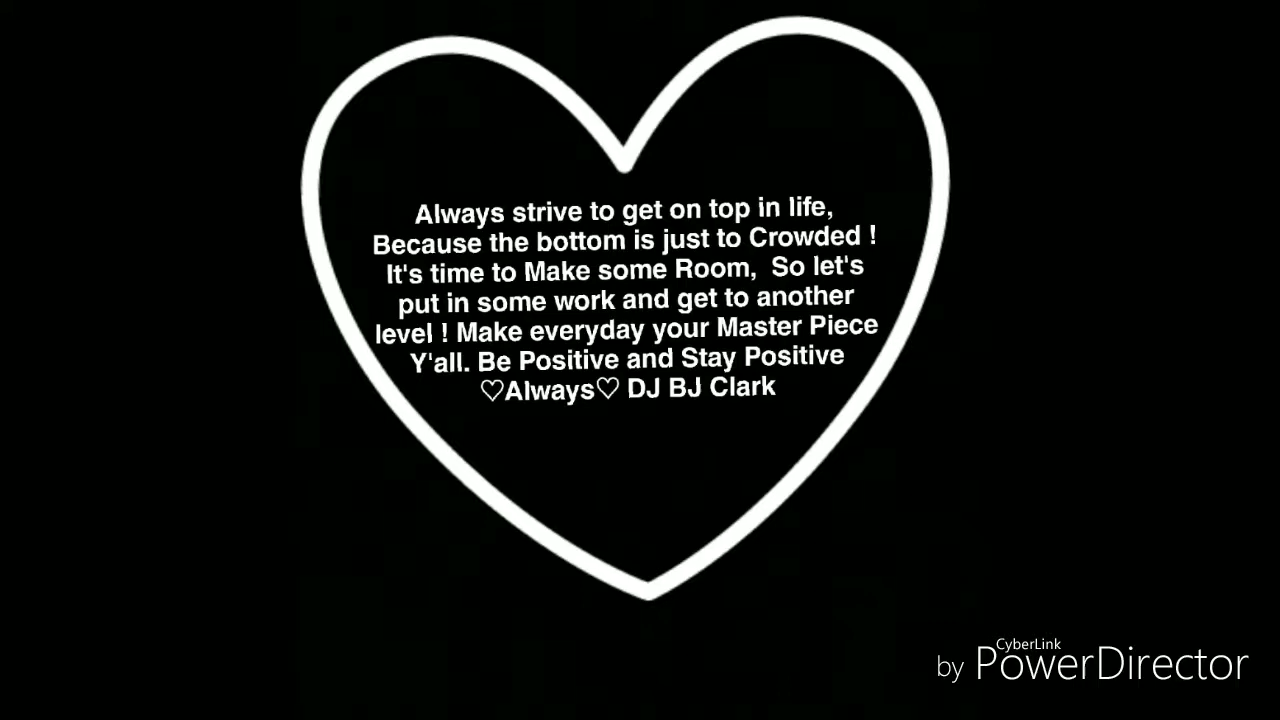 Always strive to get on top in life,
Because the bottom is just to Crowded !
It's time to Make some Room,  So let's
put in some work and get to another
level ! Make everyday your Master Piece
Y'all. Be Positive and Stay Positive
♡Always♡ DJ BJ Clark
CyberLink
by PowerDirector